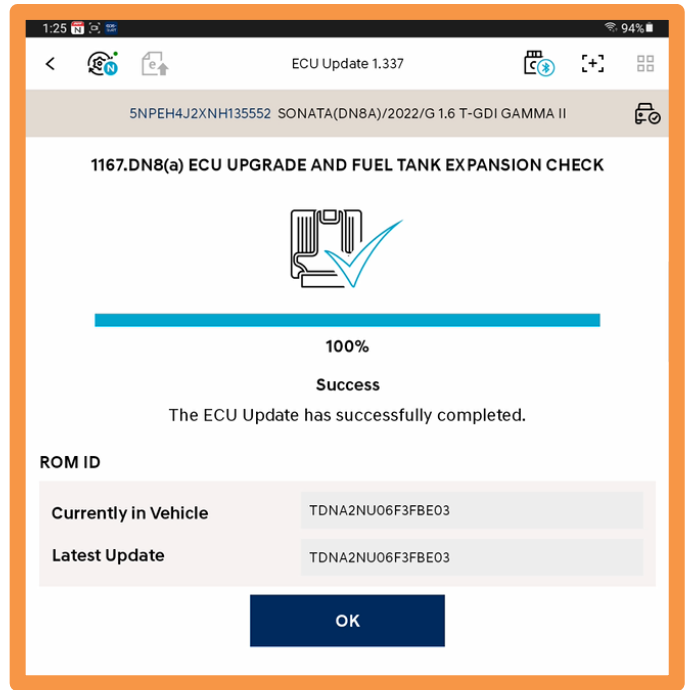 1:25 94%
ECU Update 1.337
5NPEH4J2XNH135552 SONATA(DN8A)/2022/G 1.6 T-GDI GAMMA II
1167.DN8(a) ECU UPGRADE AND FUEL TANK EXPANSION CHECK
100%
Success
The ECU Update has successfully completed.
ROM ID
Currently in Vehicle TDNA2NU06F3FBE03
Latest Update TDNA2NU06F3FBE03
OK